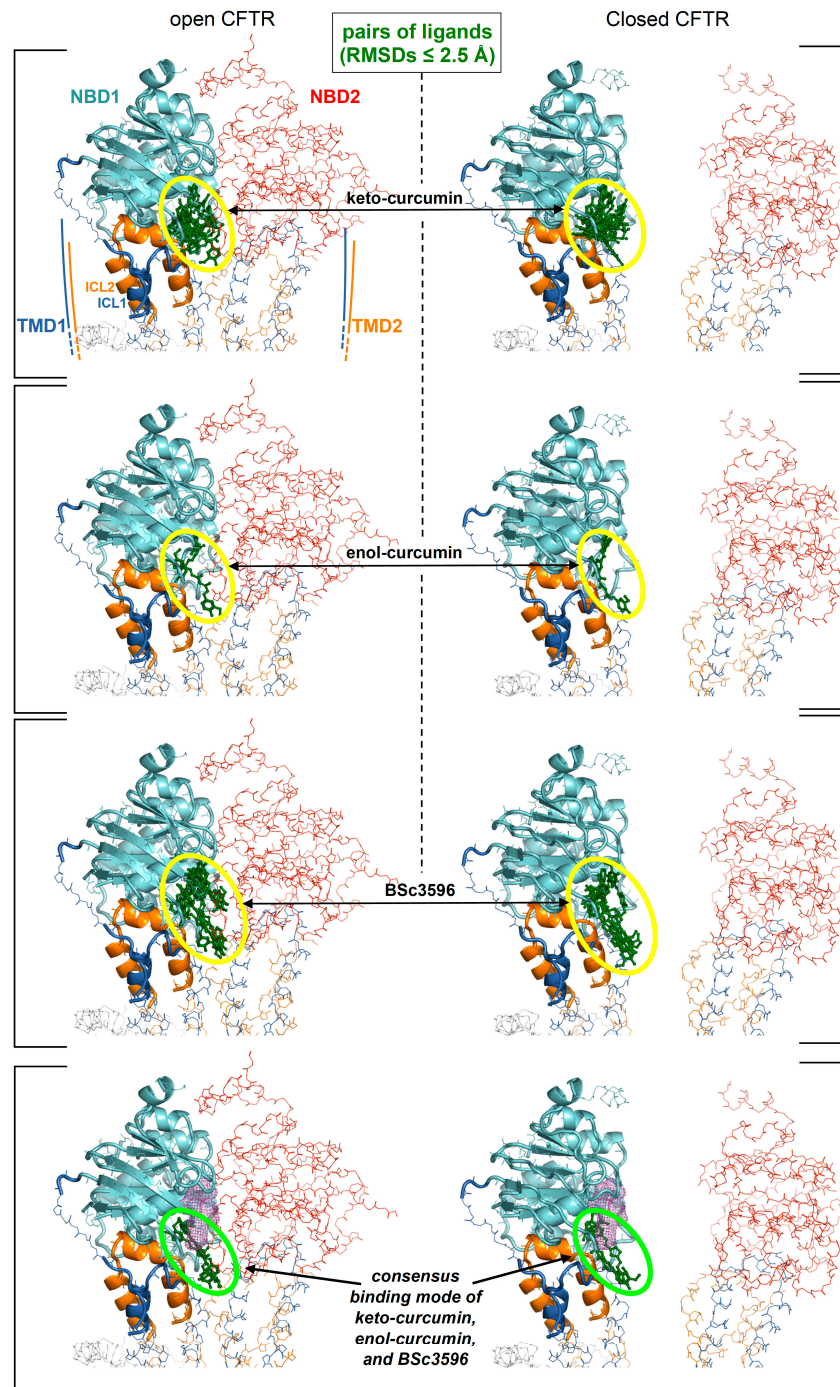 open CFTR
Closed CFTR
pairs of ligands
(RMSDs ≤ 2.5 Å)
NBD1
NBD2
keto-curcumin
ICL2
ICL1
TMD1
TMD2
enol-curcumin
BSc3596
consensus
binding mode of
keto-curcumin,
enol-curcumin,
and BSc3596